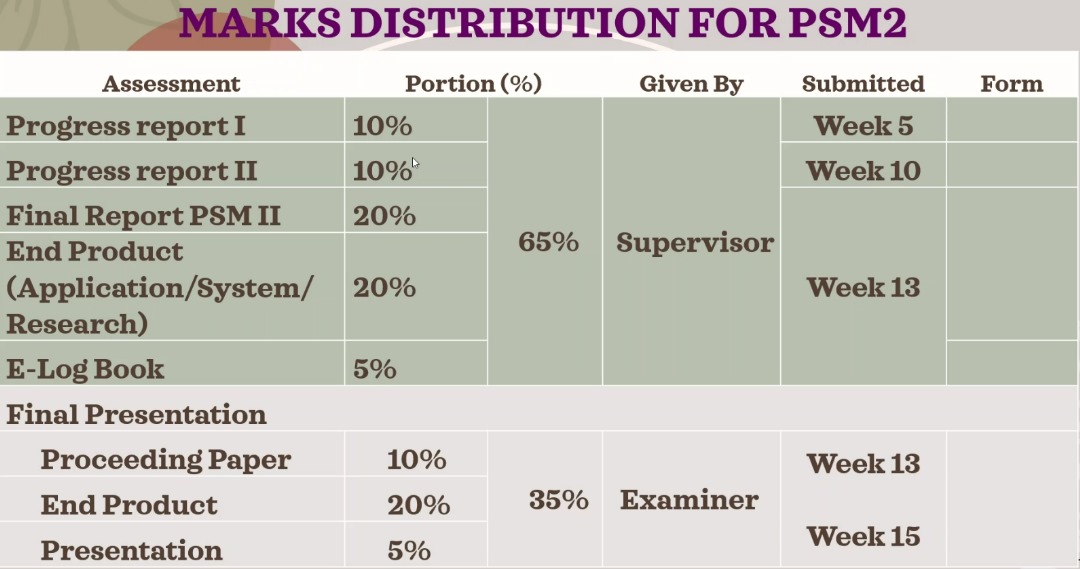 MARKS DISTRIBUTION FOR PSM2
Assessment Portion (%) Given By Submitted Form
Progress report I 10% Week 5
Progress report II 10% Week 10
Final Report PSM II 20%
65% Supervisor
End Product
(Application/System/ 20% Week 13
Research)
E-Log Book 5%
Final Presentation
Proceeding Paper 10% Week 13
End Product 20% 35% Examiner
Week 15
Presentation 5%